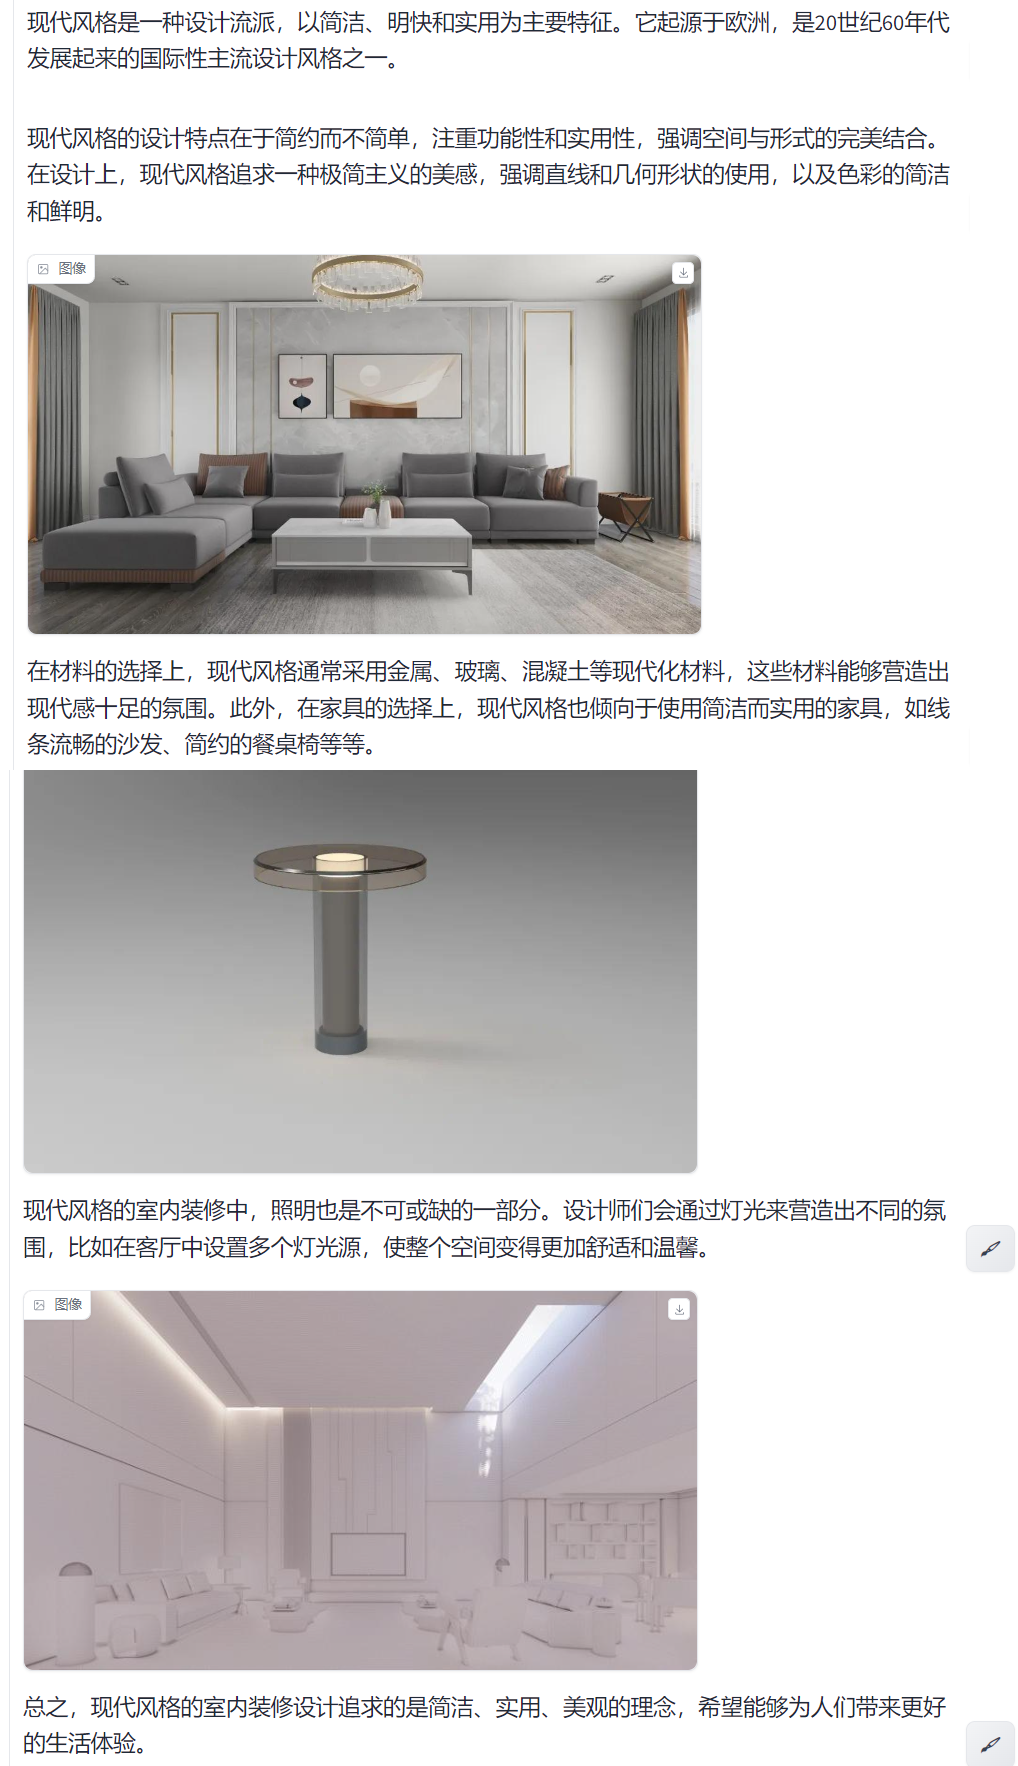 现代风格是一种设计流派，以简洁、明快和实用为主要特征。它起源于欧洲，是20世纪60年代
发展起来的国际性主流设计风格之一。
现代风格的设计特点在于简约而不简单，注重功能性和实用性，强调空间与形式的完美结合。
在设计上，现代风格追求一种极简主义的美感，强调直线和几何形状的使用，以及色彩的简洁
和鲜明。
图像
在材料的选择上，现代风格通常采用金属、玻璃、混凝土等现代化材料，这些材料能够营造出
现代感十足的氛围。此外，在家具的选择上，现代风格也倾向于使用简洁而实用的家具，如线
条流畅的沙发、简约的餐桌椅等等。
现代风格的室内装修中，照明也是不可或缺的一部分。设计师们会通过灯光来营造出不同的氛
围，比如在客厅中设置多个灯光源，使整个空间变得更加舒适和温馨。
图像
总之，现代风格的室内装修设计追求的是简洁、实用、美观的理念，希望能够为人们带来更好
的生活体验。